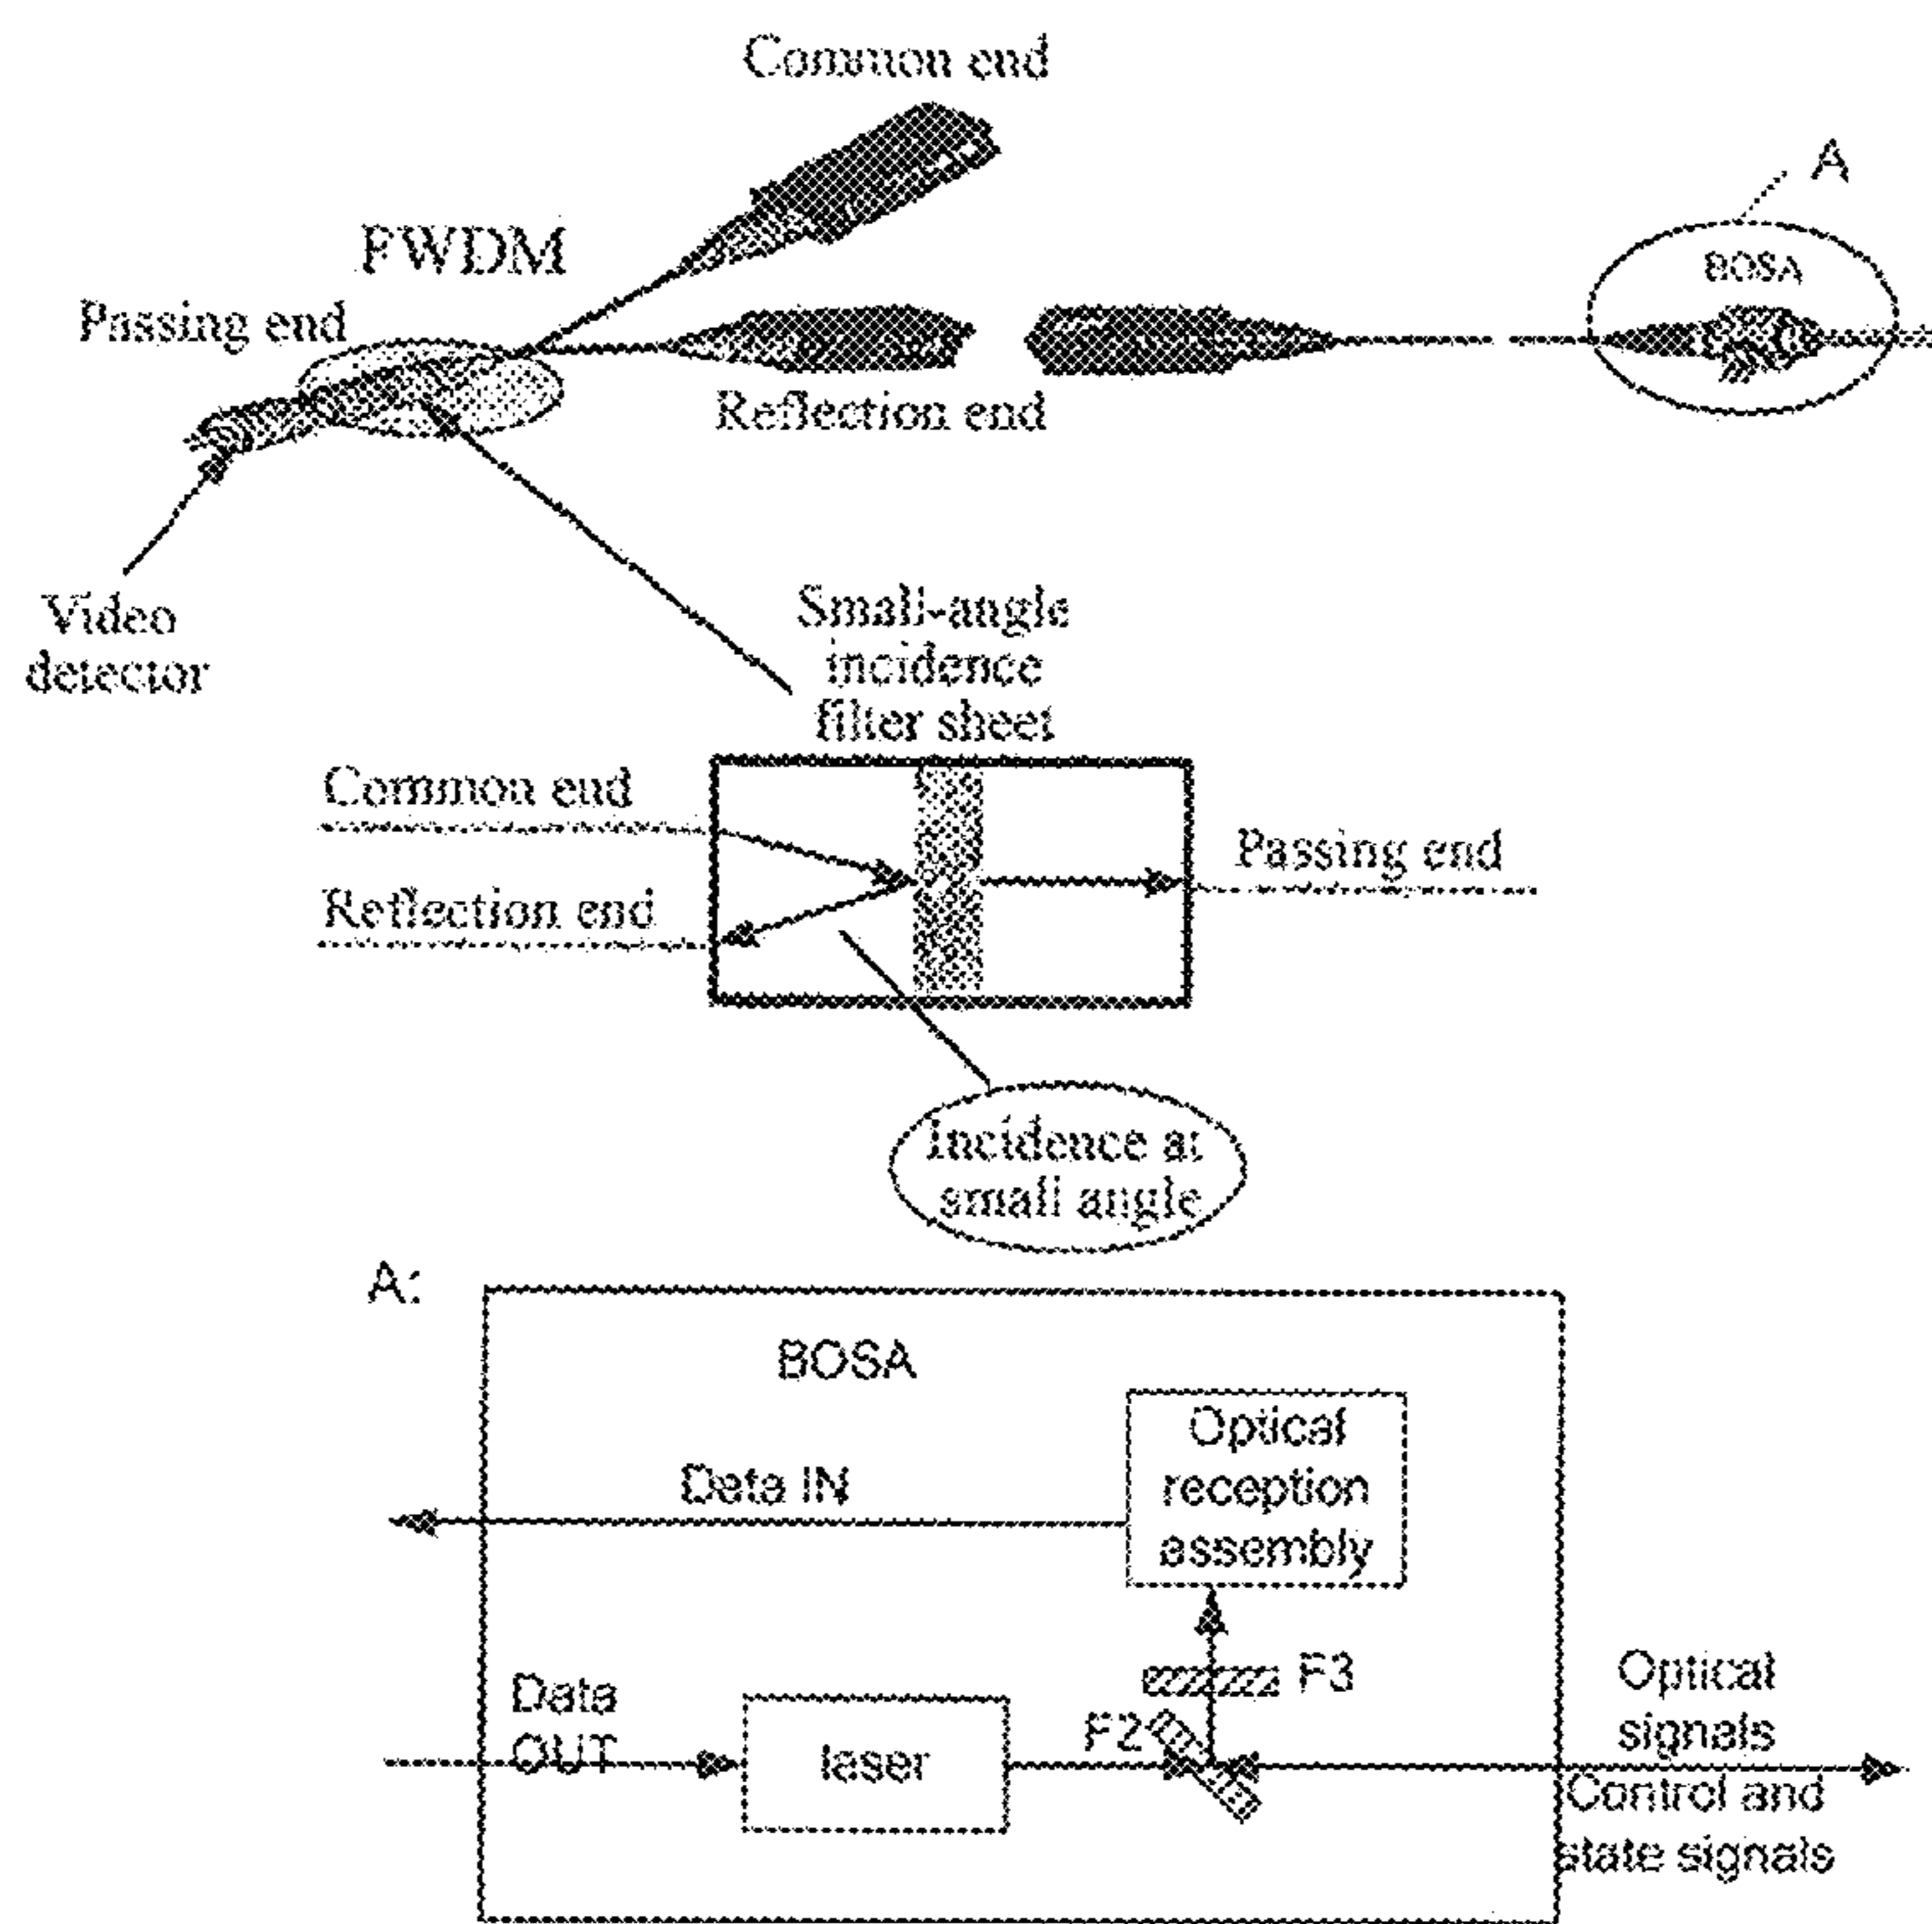 Common end
A
FWDM
BOSA
Passing end
Reflection end
Video
detector
Small-angle
incidence
filter sheet
Common end
Passing end
Reflection end
Incidence at
small angle
A:
BOSA
Optical
reception
assembly
Data IN
F3
Data
OUT
laser
F2
Optical
signals
Control and
state signals